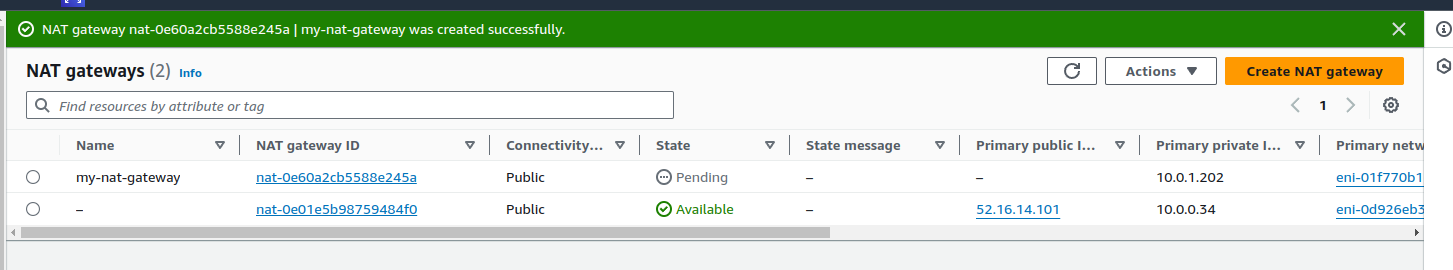 NAT gateway nat-0e60a2cb5588e245a | my-nat-gateway was created successfully.
NAT gateways (2) Info Actions Create NAT gateway
Find resources by attribute or tag 1
Name NAT gateway ID Connectivity... State State message Primary public I... Primary private I... Primary netw
my-nat-gateway nat-0e60a2cb5588e245a Public Pending – – 10.0.1.202 eni-01f770b1
– nat-0e01e5b98759484f0 Public Available – 52.16.14.101 10.0.0.34 eni-0d926eb3